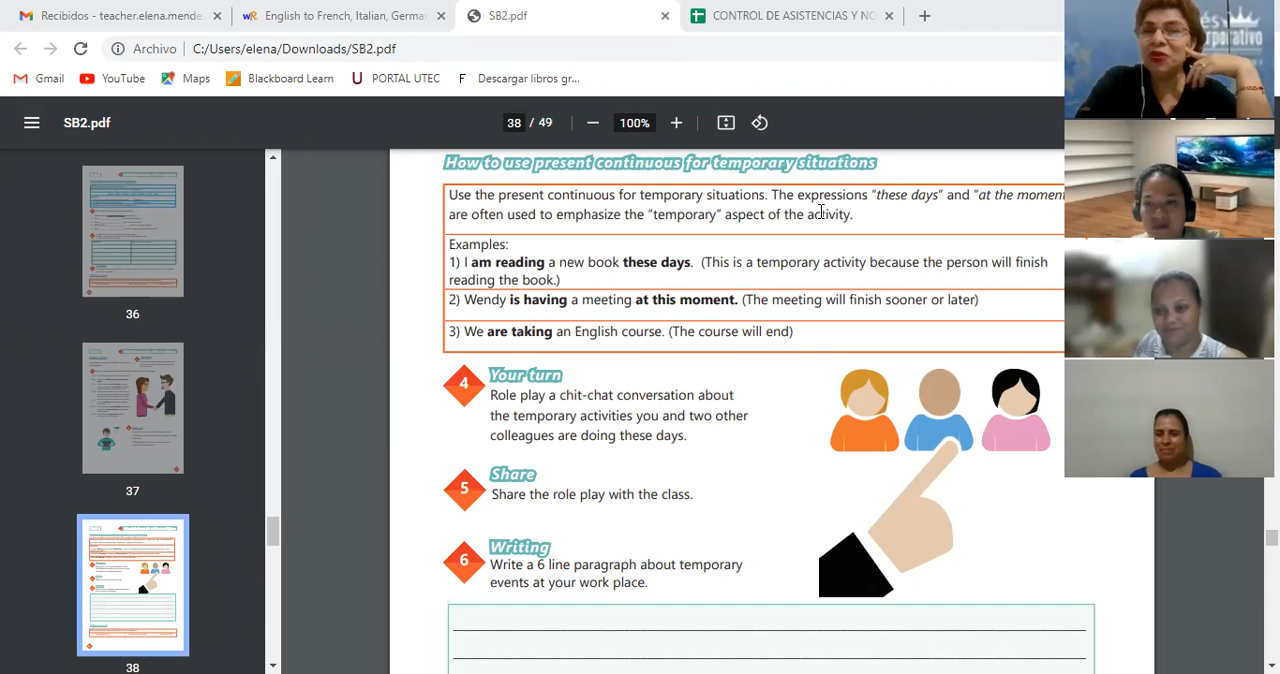 Recibidos - teacher.elena.mende
English to French, Italian, Germa
SB2.pdf
CONTROL DE ASISTENCIAS Y NO
Archivo
C:/Users/elena/Downloads/SB2.pdf
Gmail
YouTube
Maps
Blackboard Learn
PORTAL UTEC
Descargar libros gr...
SB2.pdf
38 / 49
100%
36
37
38
How to use present continuous for temporary situations
Use the present continuous for temporary situations. The expressions "these days" and "at the moment
are often used to emphasize the "temporary" aspect of the activity.
Examples:
1) I am reading a new book these days. (This is a temporary activity because the person will finish
reading the book.)
2) Wendy is having a meeting at this moment. (The meeting will finish sooner or later)
3) We are taking an English course. (The course will end)
4
Your turn
Role play a chit-chat conversation about
the temporary activities you and two other
colleagues are doing these days.
5
Share
Share the role play with the class.
6
Writing
Write a 6 line paragraph about temporary
events at your work place.